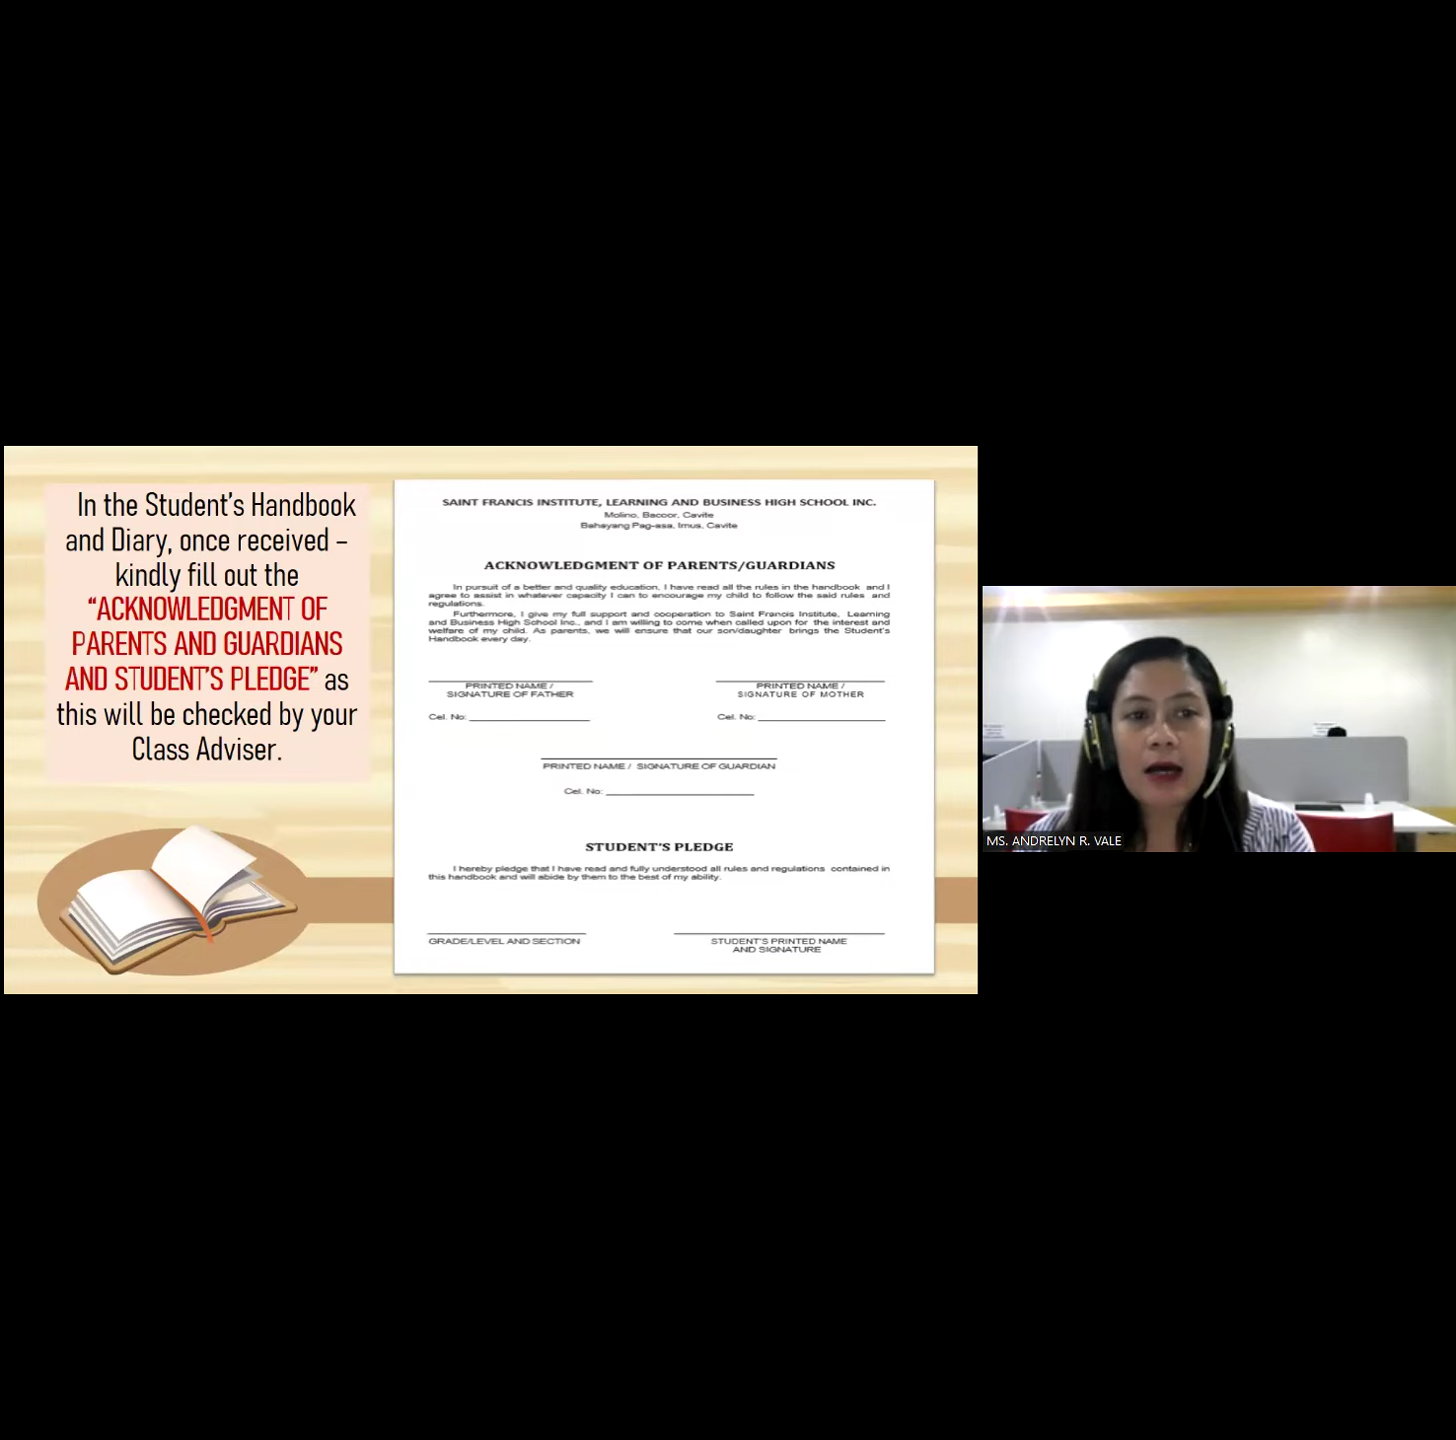 In the Student's Handbook
and Diary, once received –
kindly fill out the
“ACKNOWLEDGMENT OF
PARENTS AND GUARDIANS
AND STUDENT'S PLEDGE” as
this will be checked by your
Class Adviser.
SAINT FRANCIS INSTITUTE, LEARNING AND BUSINESS HIGH SCHOOL INC.
Molino, Bacoor, Cavite
Bahayang Pag-asa, Imus, Cavite
ACKNOWLEDGMENT OF PARENTS/GUARDIANS
In pursuit of a better and quality education, I have read all the rules in the handbook and I
agree to assist in whatever capacity I can to encourage my child to follow the said rules and
regulations.
Furthermore, I give my full support and cooperation to Saint Francis Institute, Learning
and Business High School Inc., and I am willing to come when called upon for the interest and
welfare of my child. As parents, we will ensure that our son/daughter brings the Student's
Handbook every day.
PRINTED NAME /
SIGNATURE OF FATHER
PRINTED NAME /
SIGNATURE OF MOTHER
Cel. No: ____________________
Cel. No: ____________________
PRINTED NAME / SIGNATURE OF GUARDIAN
Cel. No: ____________________
STUDENT'S PLEDGE
I hereby pledge that I have read and fully understood all rules and regulations contained in
this handbook and will abide by them to the best of my ability.
GRADE/LEVEL AND SECTION
STUDENT'S PRINTED NAME
AND SIGNATURE
MS. ANDRELYN R. VALE